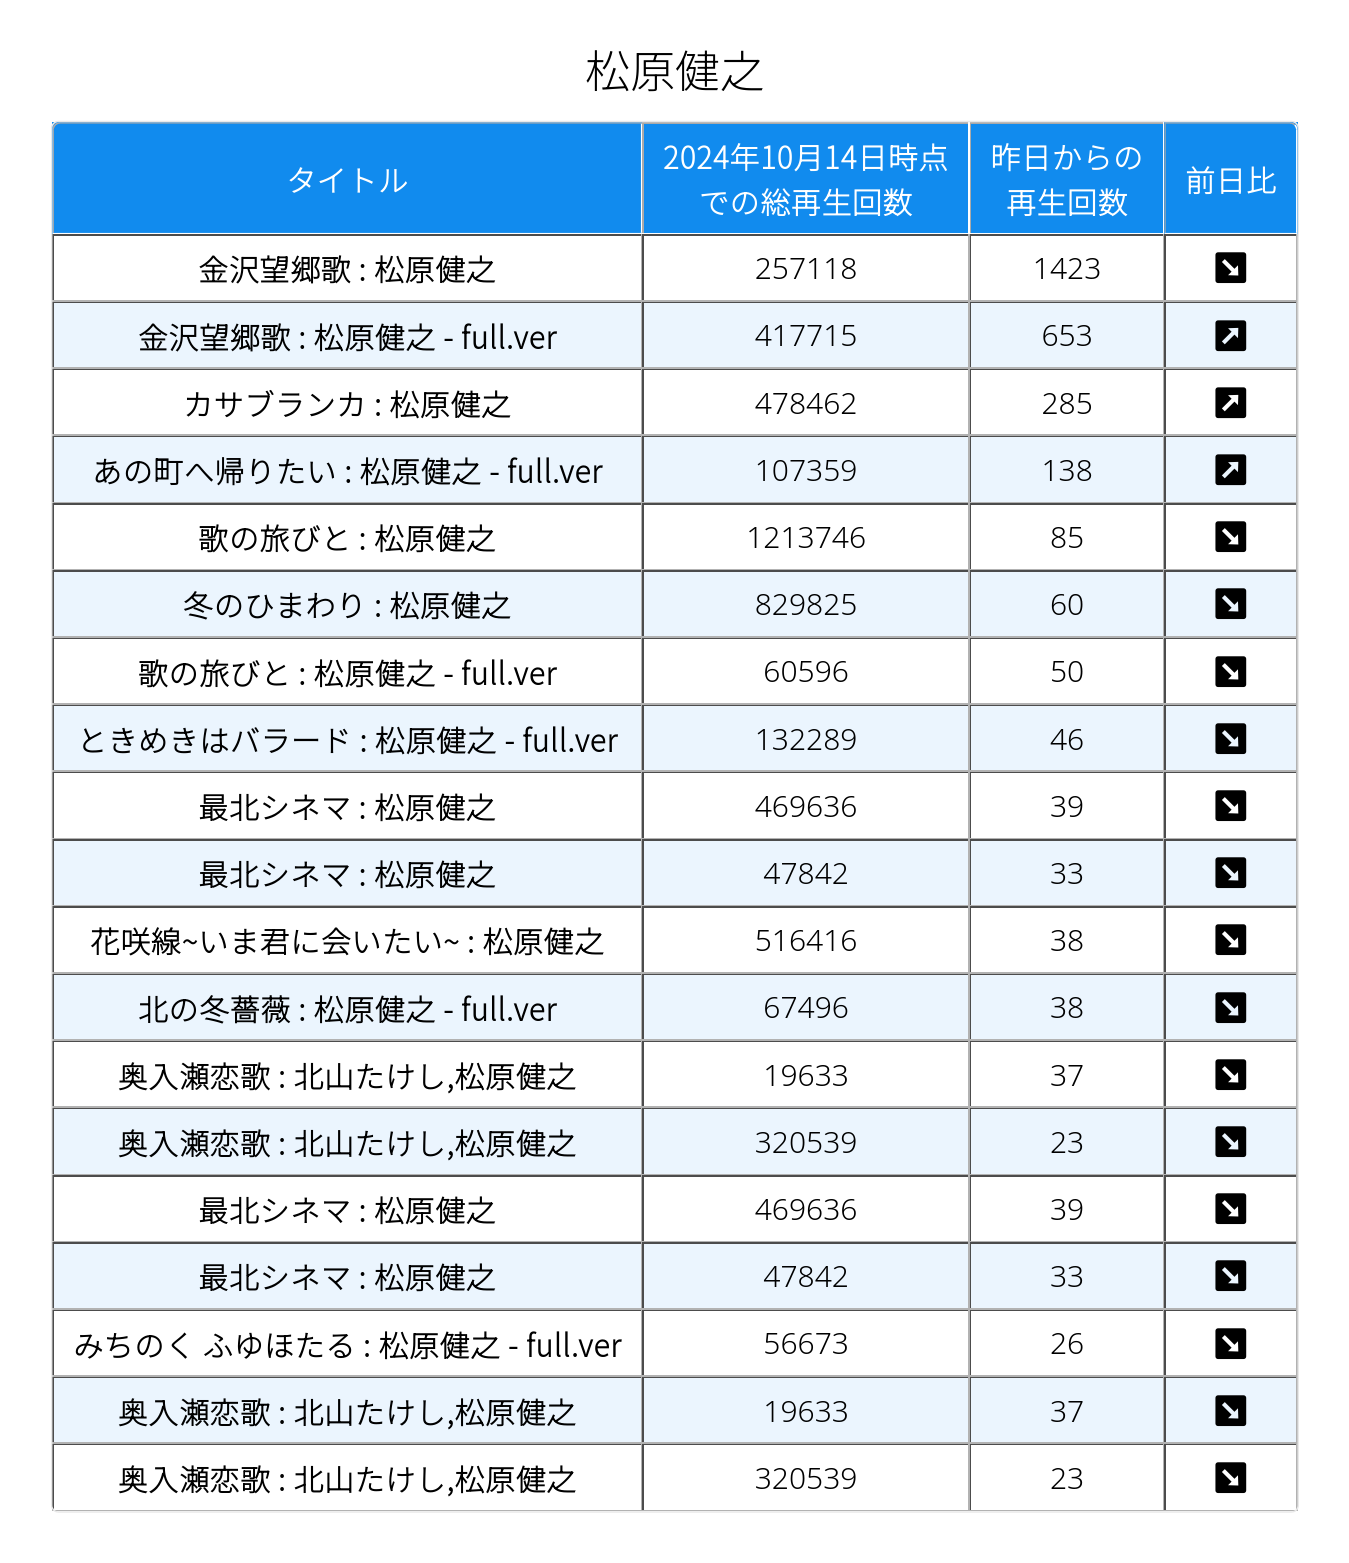 松原健之
タイトル 2024年10月14日時点での総再生回数 昨日からの再生回数 前日比
金沢望郷歌 : 松原健之 257118 1423 ↘
金沢望郷歌 : 松原健之 - full.ver 417715 653 ↗
カサブランカ : 松原健之 478462 285 ↗
あの町へ帰りたい : 松原健之 - full.ver 107359 138 ↗
歌の旅びと : 松原健之 1213746 85 ↘
冬のひまわり : 松原健之 829825 60 ↘
歌の旅びと : 松原健之 - full.ver 60596 50 ↘
ときめきはバラード : 松原健之 - full.ver 132289 46 ↘
最北シネマ : 松原健之 469636 39 ↘
最北シネマ : 松原健之 47842 33 ↘
花咲線~いま君に会いたい~ : 松原健之 516416 38 ↘
北の冬薔薇 : 松原健之 - full.ver 67496 38 ↘
奥入瀬恋歌 : 北山たけし,松原健之 19633 37 ↘
奥入瀬恋歌 : 北山たけし,松原健之 320539 23 ↘
最北シネマ : 松原健之 469636 39 ↘
最北シネマ : 松原健之 47842 33 ↘
みちのく ふゆほたる : 松原健之 - full.ver 56673 26 ↘
奥入瀬恋歌 : 北山たけし,松原健之 19633 37 ↘
奥入瀬恋歌 : 北山たけし,松原健之 320539 23 ↘